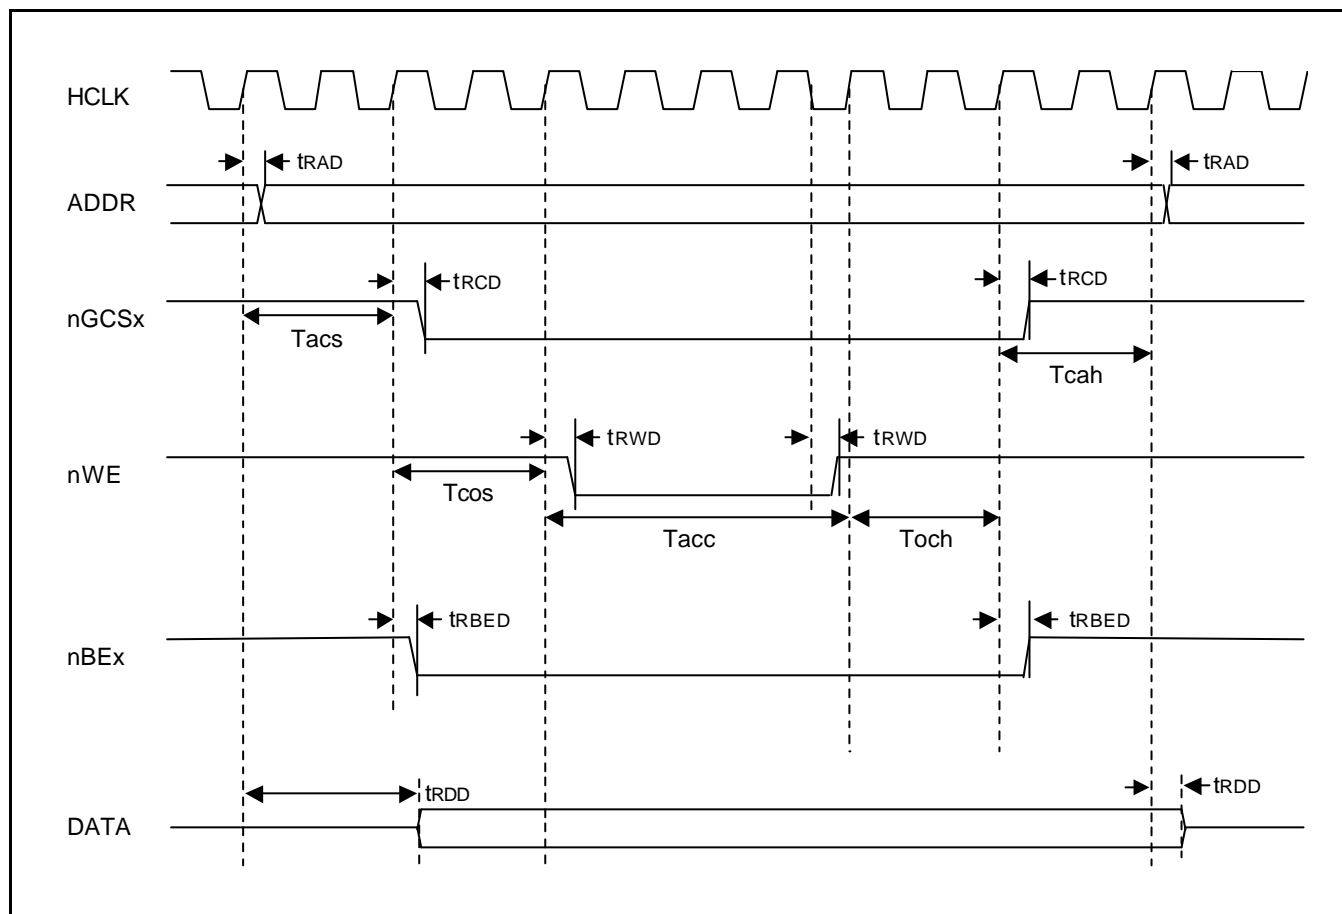 HCLK
tRAD
tRAD
ADDR
tRCD
tRCD
nGCSx
Tacs
Tcah
tRWD
tRWD
nWE
Tcos
Tacc
Toch
tRBED
tRBED
nBEx
tRDD
tRDD
DATA